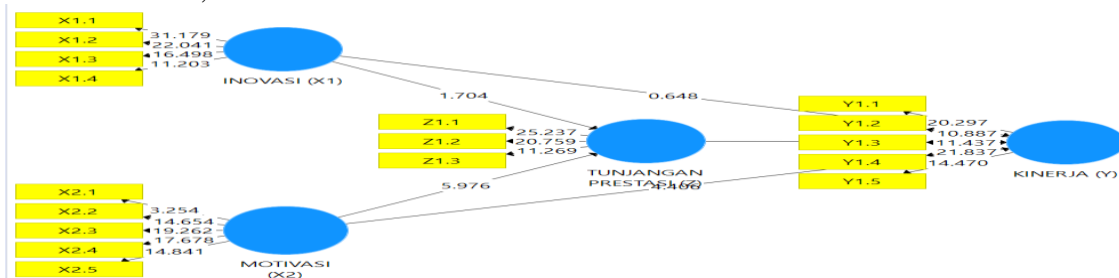 X1.1
X1.2
X1.3
X1.4
31.179
22.041
16.498
11.203
INOVASI (X1)
1.704
0.648
Z1.1
Z1.2
Z1.3
25.237
20.759
11.269
TUNJANGAN
PRESTASI (Z)
Y1.1
Y1.2
Y1.3
Y1.4
Y1.5
20.297
10.887
11.437
21.837
14.470
KINERJA (Y)
5.976
X2.1
X2.2
X2.3
X2.4
X2.5
3.254
14.654
19.262
17.678
14.841
MOTIVASI
(X2)